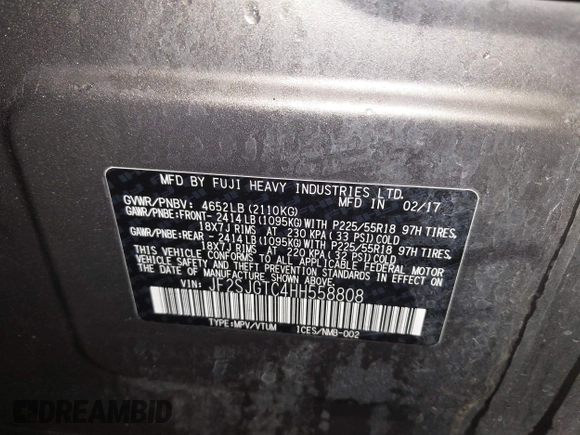 MFD BY FUJI HEAVY INDUSTRIES LTD.
GVWR/PNBV: 4652LB (2110KG) MFD IN 02/17
GAWR/PNBE:FRONT- 2414LB (1095KG) WITH P225/55R18 97H TIRES,
18X7J RIMS AT 230 KPA (33 PSI) COLD
GAWR/PNBE:REAR -2414LB (1095KG) WITH P225/55R18 97H TIRES,
18X7J RIMS AT 220 KPA (32 PSI) COLD
THIS VEHICLE CONFORMS TO ALL APPLICABLE FEDERAL MOTOR
VEHICLE SAFETY AND BUMPER STANDARDS IN EFFECT ON THE
DATE OF MANUFACTURE SHOWN ABOVE.
VIN: JF2SJGTC4HH558808
TYPE:MPV/VTUM ICES/NMB-002
DREAMBID